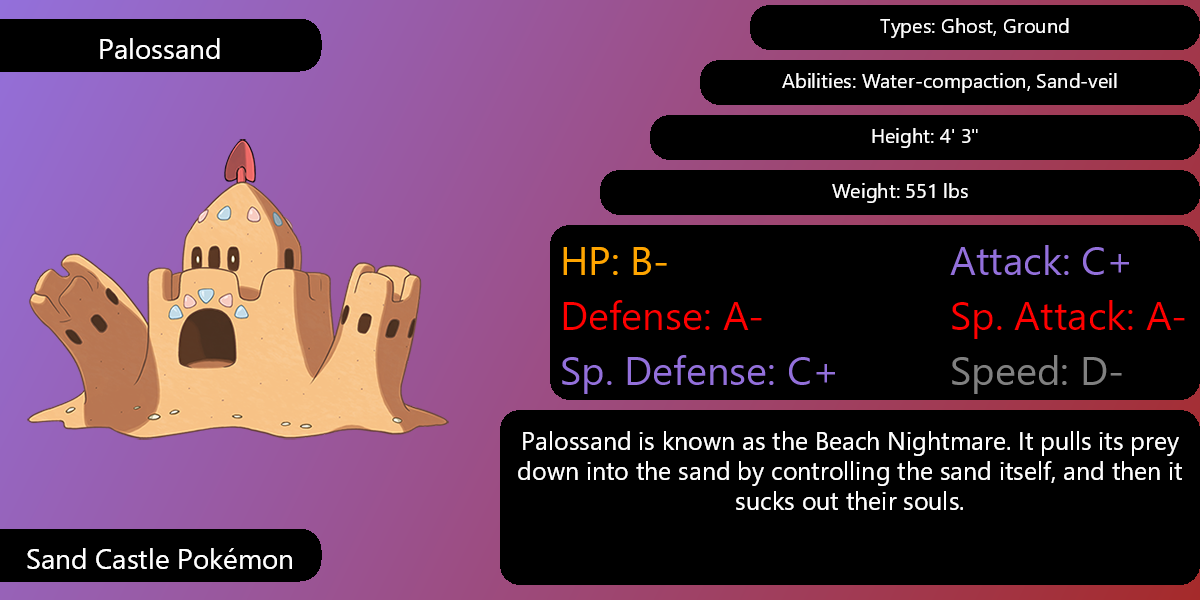 Palossand
Types: Ghost, Ground
Abilities: Water-compaction, Sand-veil
Height: 4' 3"
Weight: 551 lbs
HP: B-
Attack: C+
Defense: A-
Sp. Attack: A-
Sp. Defense: C+
Speed: D-
Palossand is known as the Beach Nightmare. It pulls its prey
down into the sand by controlling the sand itself, and then it
sucks out their souls.
Sand Castle Pokémon